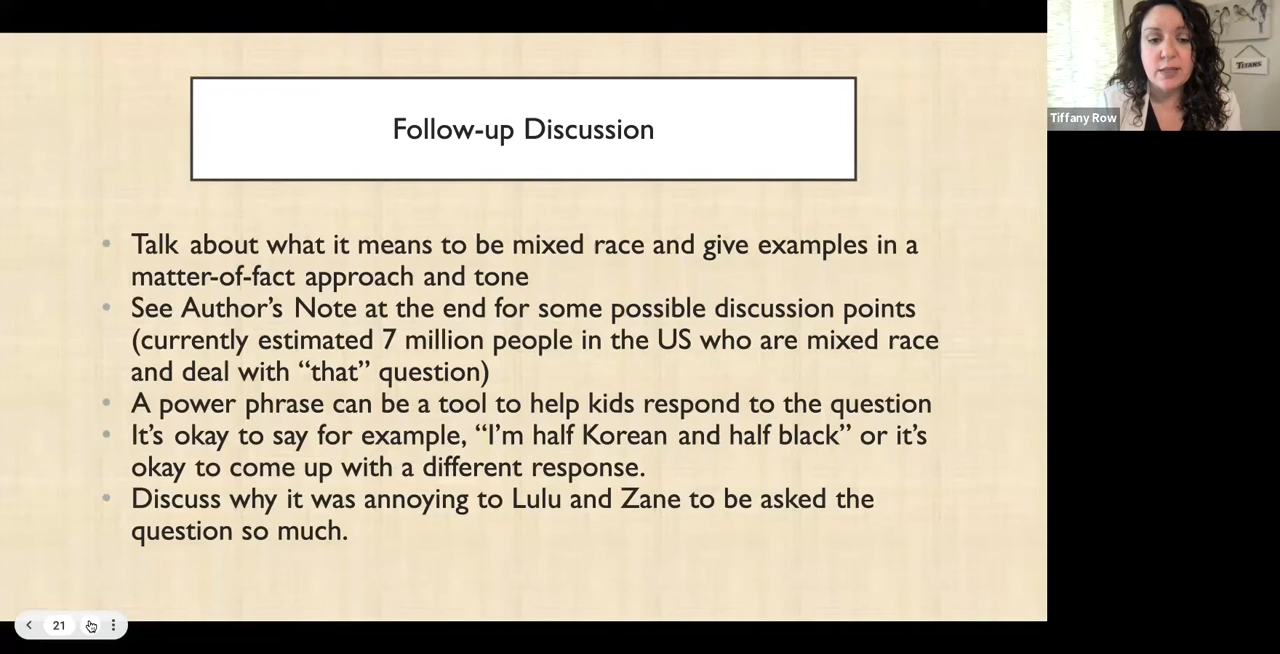 Follow-up Discussion
Talk about what it means to be mixed race and give examples in a
matter-of-fact approach and tone
See Author’s Note at the end for some possible discussion points
(currently estimated 7 million people in the US who are mixed race
and deal with “that” question)
A power phrase can be a tool to help kids respond to the question
It’s okay to say for example, “I’m half Korean and half black” or it’s
okay to come up with a different response.
Discuss why it was annoying to Lulu and Zane to be asked the
question so much.
21
TITANS
Tiffany Row